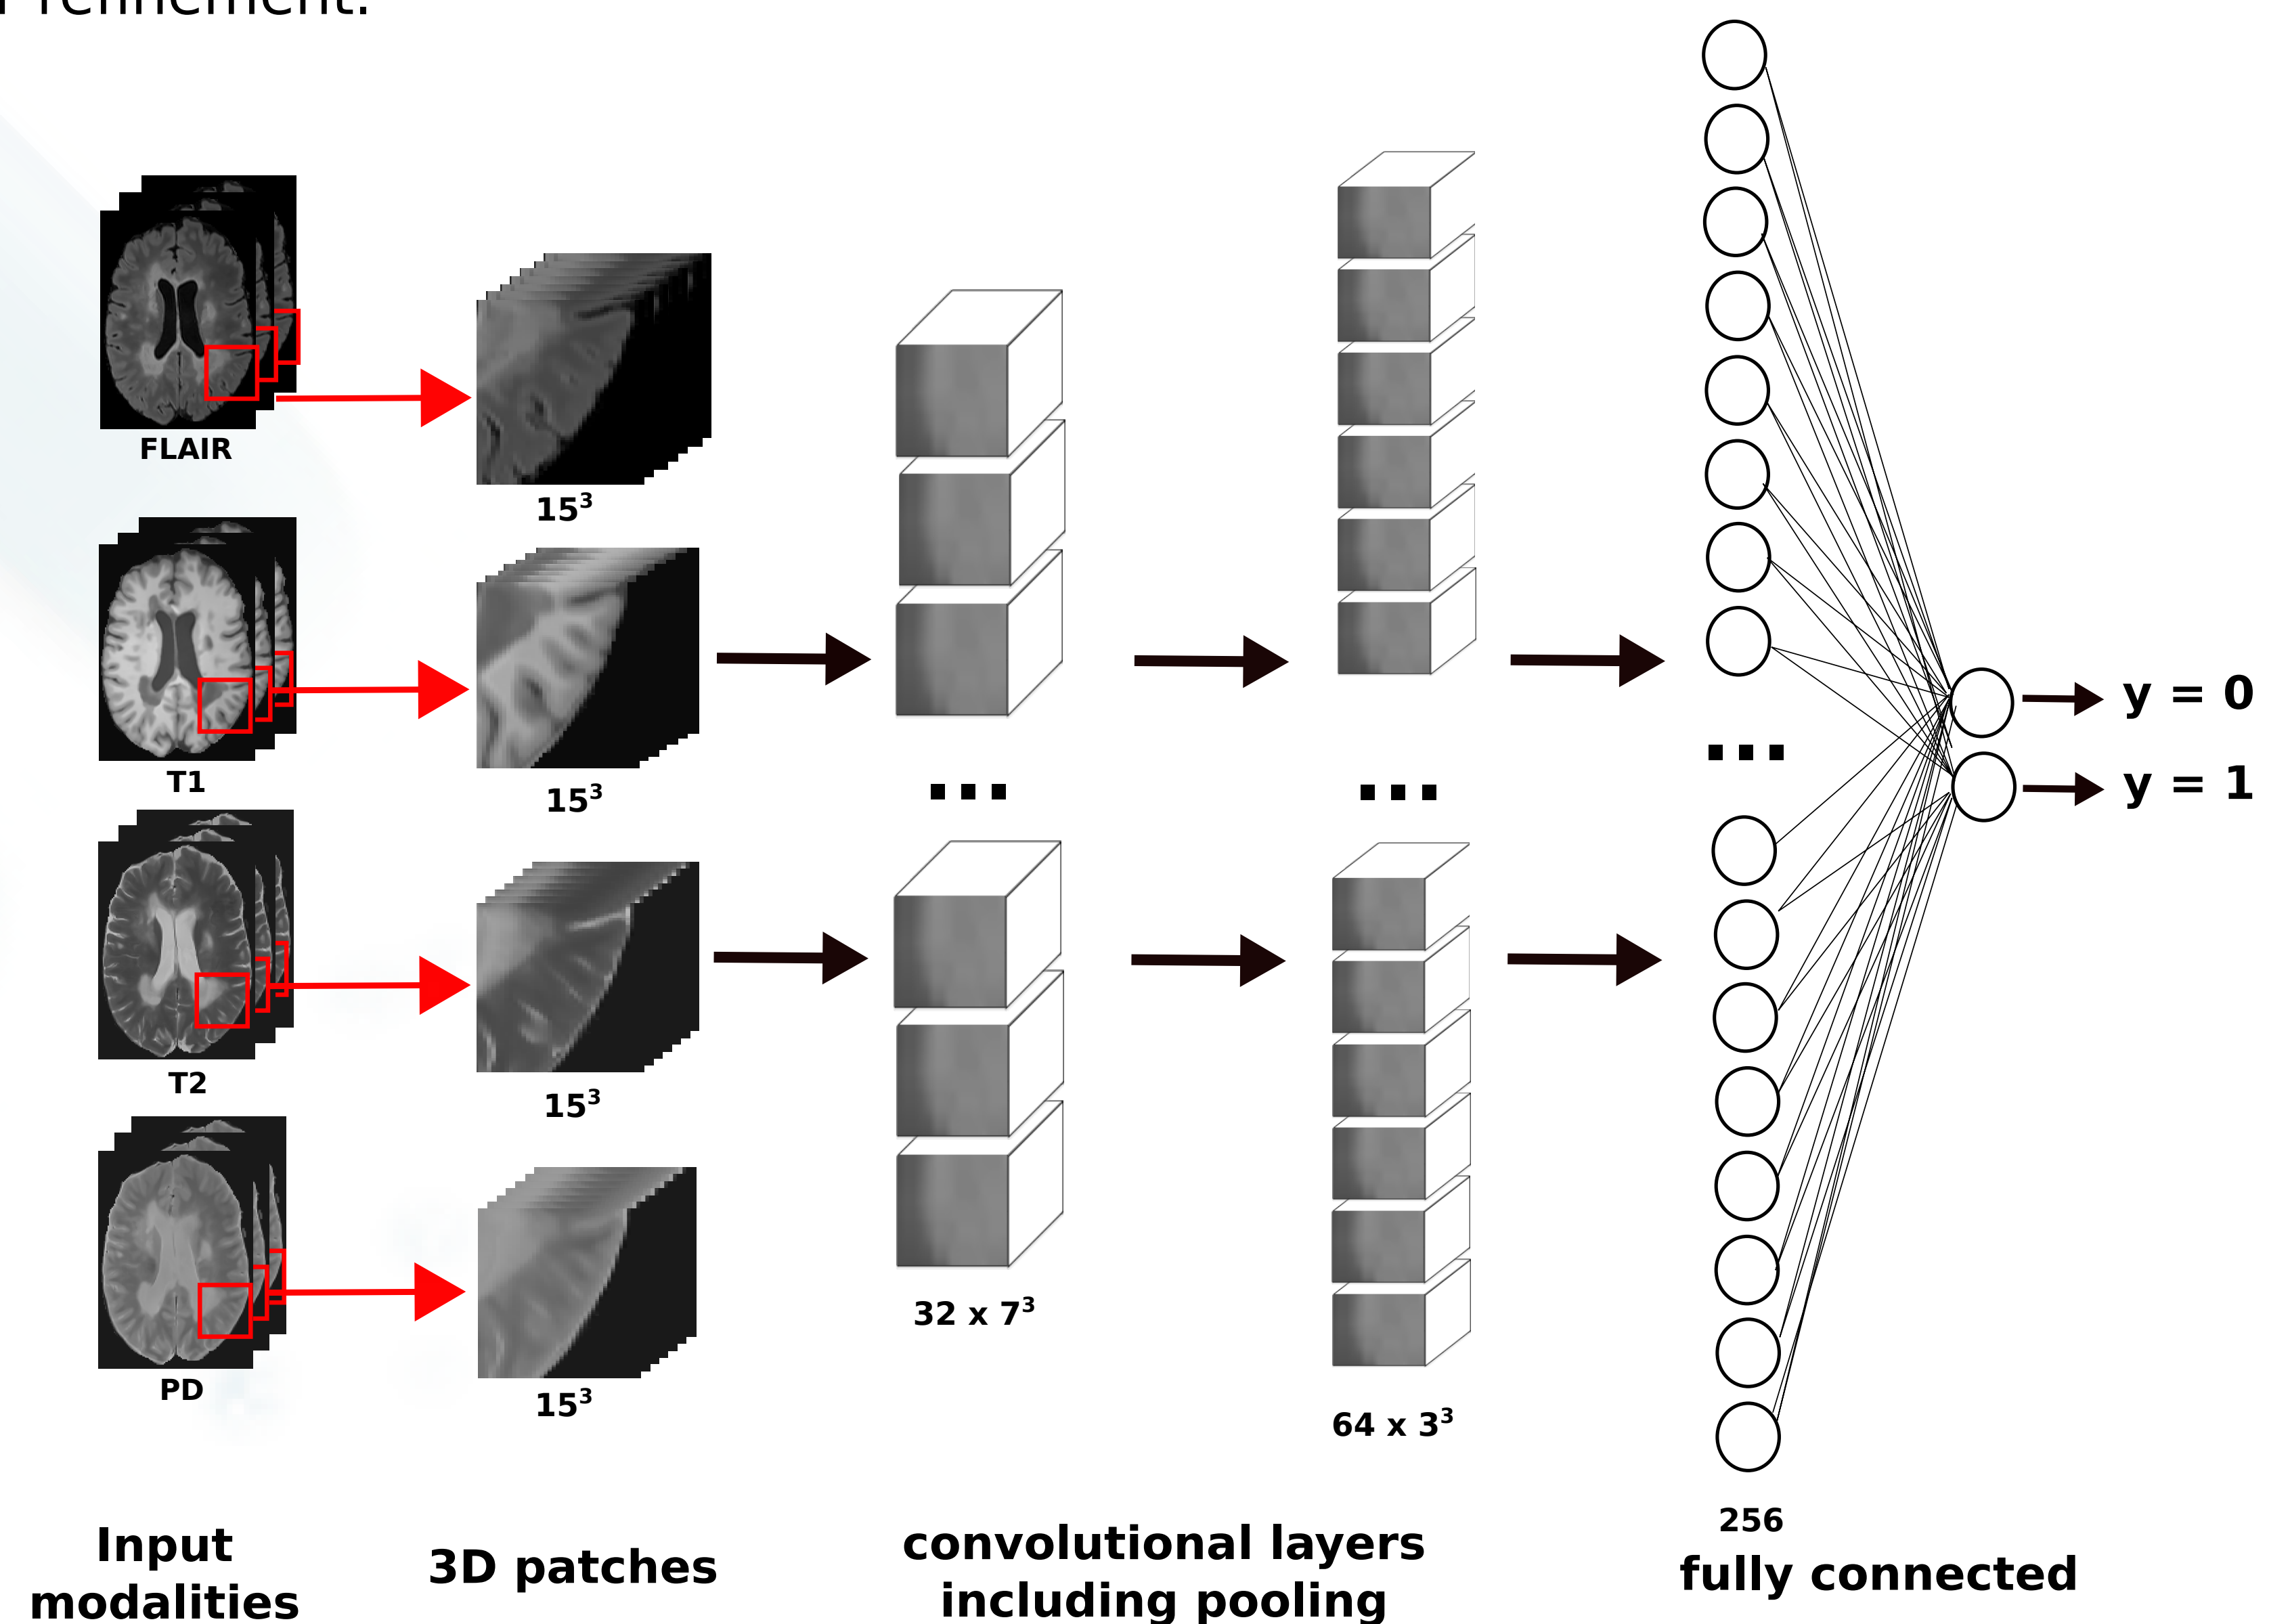 refinement.
FLAIR
15³
T1
15³
T2
15³
PD
15³
...
32 x 7³
...
64 x 3³
...
256
y = 0
y = 1
Input
modalities
3D patches
convolutional layers
including pooling
fully connected